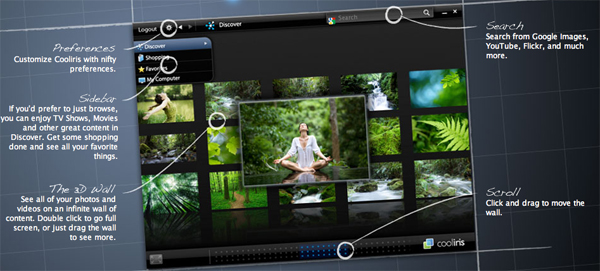 Preferences
Customize Cooliris with nifty
preferences.
Sidebar
If you'd prefer to just browse,
you can enjoy TV Shows, Movies
and other great content in
Discover. Get some shopping
done and see all your favorite
things.
The 3D Wall
See all of your photos and
videos on an infinite wall of
content. Double click to go full
screen, or just drag the wall
to see more.
Logout
Discover
Search
Discover
Shopping
Favorites
My Computer
cooliris
Search
Search from Google Images,
YouTube, Flickr, and much
more.
Scroll
Click and drag to move the
wall.